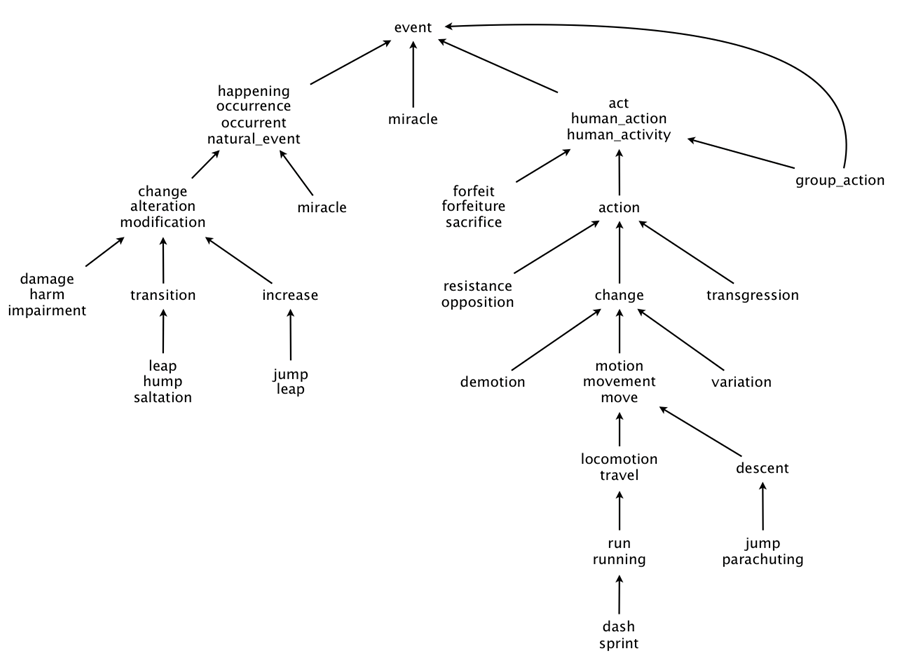 event
happening
occurrence
occurrent
natural_event
miracle
act
human_action
human_activity
group_action
change
alteration
modification
miracle
forfeit
forfeiture
sacrifice
action
damage
harm
impairment
transition
increase
resistance
opposition
change
transgression
leap
hump
saltation
jump
leap
demotion
motion
movement
move
variation
locomotion
travel
descent
run
running
jump
parachuting
dash
sprint